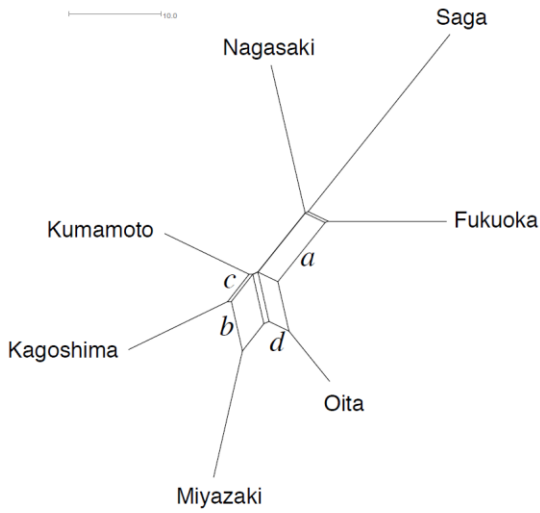 10.0
Saga
Nagasaki
Fukuoka
Kumamoto
a
c
b
d
Kagoshima
Oita
Miyazaki